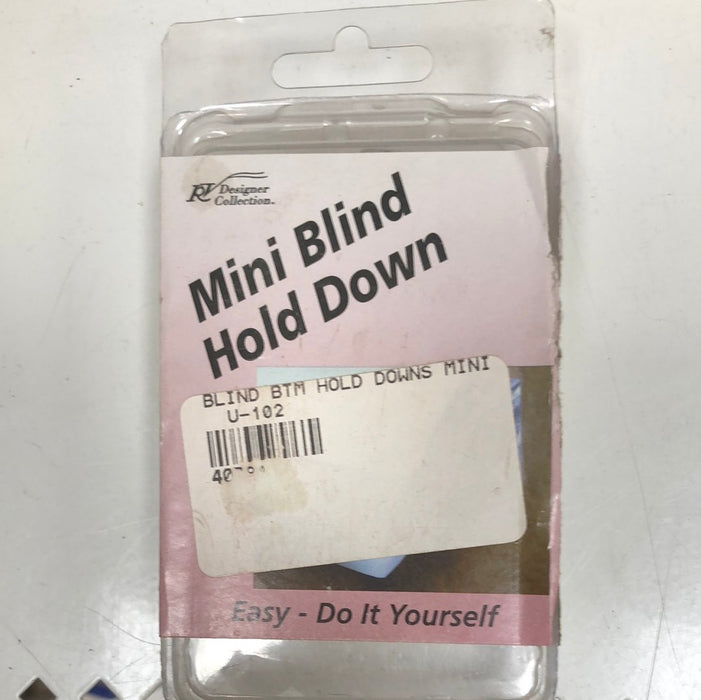 RV Designer
Collection.
Mini Blind
Hold Down
BLIND BTM HOLD DOWNS MINI
U-102
Easy - Do It Yourself